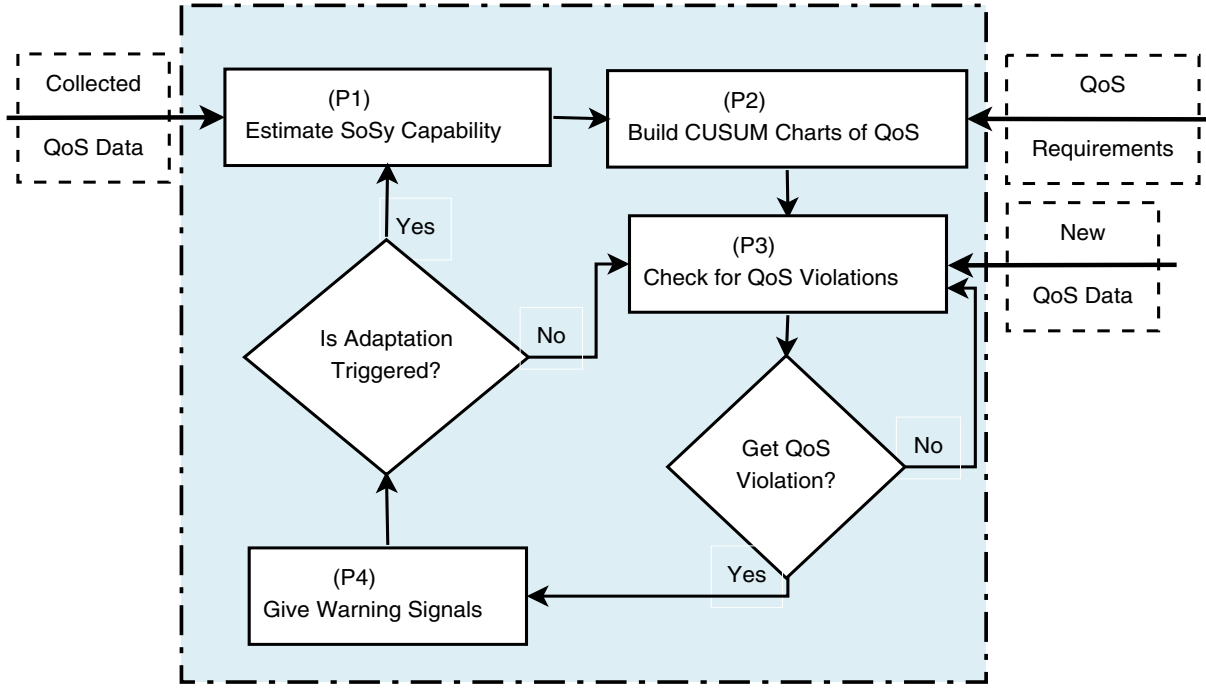 Collected
QoS Data
(P1)
Estimate SoSy Capability
(P2)
Build CUSUM Charts of QoS
QoS
Requirements
Yes
(P3)
Check for QoS Violations
New
QoS Data
Is Adaptation
Triggered?
No
Get QoS
Violation?
No
(P4)
Give Warning Signals
Yes